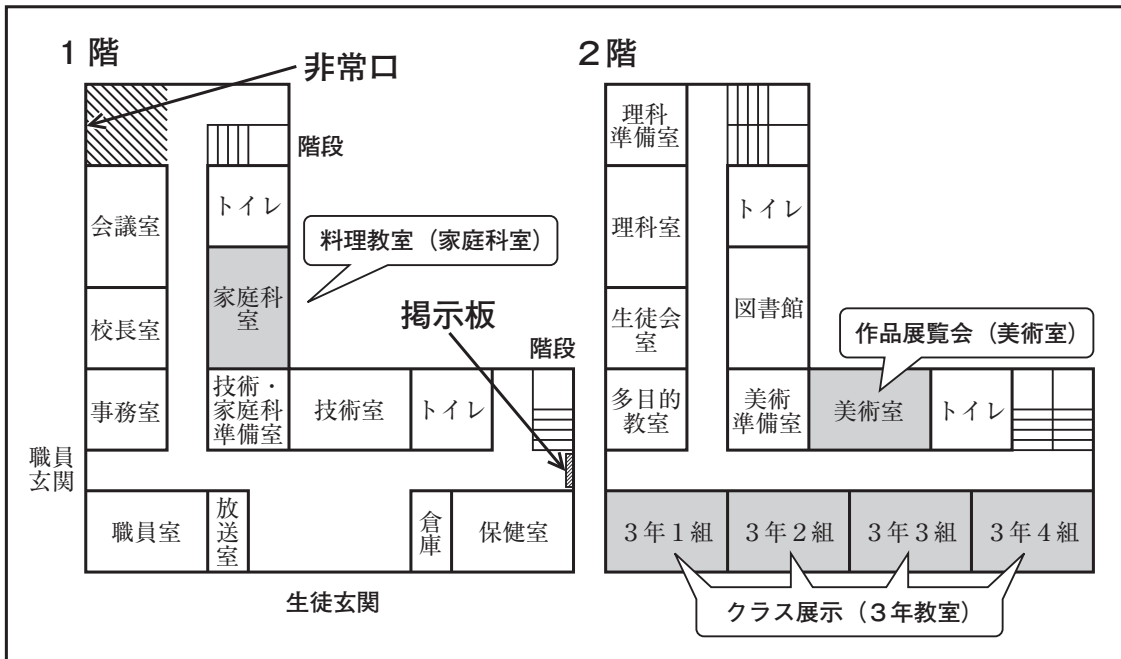 1階
非常口
階段
会議室
トイレ
料理教室（家庭科室）
家庭科
室
校長室
掲示板
階段
事務室
技術・
家庭科
準備室
技術室
トイレ
職員
玄関
職員室
放
送
室
倉
庫
保健室
生徒玄関
2階
理科
準備室
理科室
トイレ
生徒会
室
図書館
作品展覧会（美術室）
多目的
教室
美術
準備室
美術室
トイレ
3年1組
3年2組
3年3組
3年4組
クラス展示（3年教室）